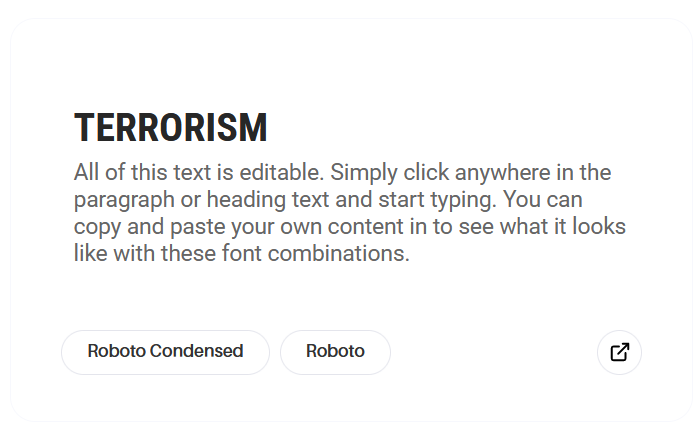 TERRORISM
All of this text is editable. Simply click anywhere in the
paragraph or heading text and start typing. You can
copy and paste your own content in to see what it looks
like with these font combinations.
Roboto Condensed
Roboto